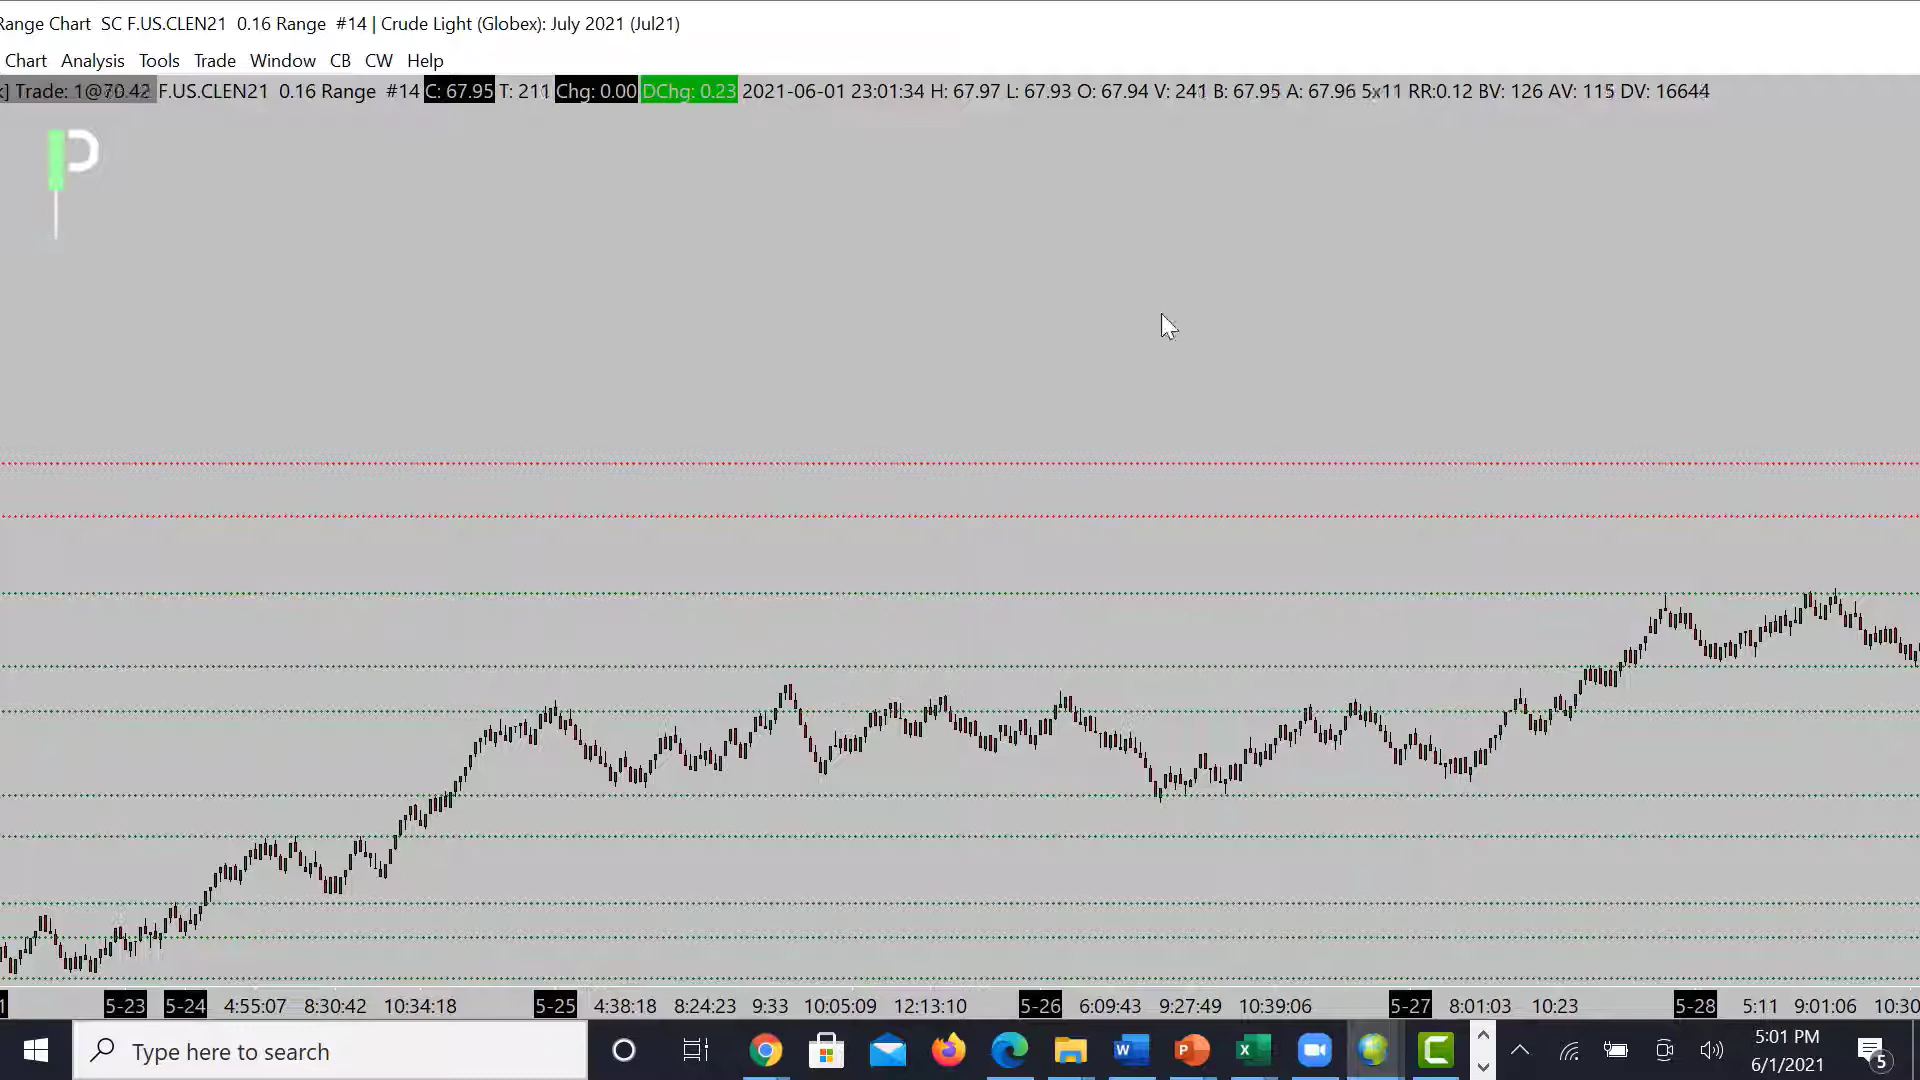 Range Chart SC F.US.CLEN21 0.16 Range #14 | Crude Light (Globex): July 2021 (Jul21)
Chart Analysis Tools Trade Window CB CW Help
] Trade: 1@70.42 F.US.CLEN21 0.16 Range #14 C: 67.95 T: 211 Chg: 0.00 DChg: 0.23 2021-06-01 23:01:34 H: 67.97 L: 67.93 O: 67.94 V: 241 B: 67.95 A: 67.96 5x11 RR:0.12 BV: 126 AV: 115 DV: 16644
5-23 5-24 4:55:07 8:30:42 10:34:18 5-25 4:38:18 8:24:23 9:33 10:05:09 12:13:10 5-26 6:09:43 9:27:49 10:39:06 5-27 8:01:03 10:23 5-28 5:11 9:01:06 10:30
Type here to search
5:01 PM
6/1/2021
5